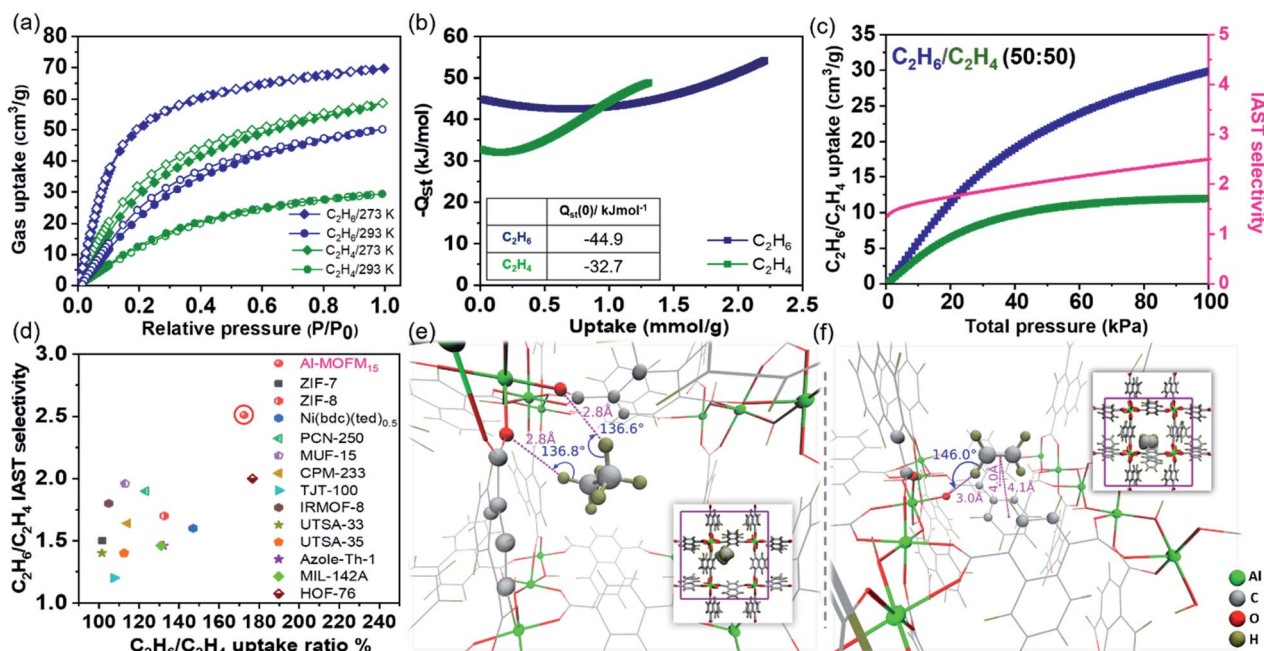 (a)
70
80
60
50
40
30
20
10
0
Gas uptake (cm³/g)
C₂H₆/273 K
C₂H₆/293 K
C₂H₄/273 K
C₂H₄/293 K
0.0 0.2 0.4 0.6 0.8 1.0
Relative pressure (P/P₀)
(b)
60
50
40
30
20
10
0
-Qst (kJ/mol)
Qst(0)/ kJmol⁻¹
C₂H₆ -44.9
C₂H₄ -32.7
C₂H₆
C₂H₄
0.0 0.5 1.0 1.5 2.0 2.5
Uptake (mmol/g)
(c)
C₂H₆/C₂H₄ (50:50)
35
30
25
20
15
10
5
0
C₂H₆/C₂H₄ uptake (cm³/g)
5
4
3
2
1
0
IAST selectivity
0 20 40 60 80 100
Total pressure (kPa)
(d)
3.0
2.5
2.0
1.5
1.0
C₂H₆/C₂H₄ IAST selectivity
Al-MOFM₁₅
ZIF-7
ZIF-8
Ni(bdc)(ted)₀.₅
PCN-250
MUF-15
CPM-233
TJT-100
IRMOF-8
UTSA-33
UTSA-35
Azole-Th-1
MIL-142A
HOF-76
100 120 140 160 180 200 220 240
C₂H₆/C₂H₄ uptake ratio %
(e)
2.8Å
2.8Å
136.6°
136.8°
(f)
146.0°
3.0Å
4.0Å
4.1Å
Al
C
O
H